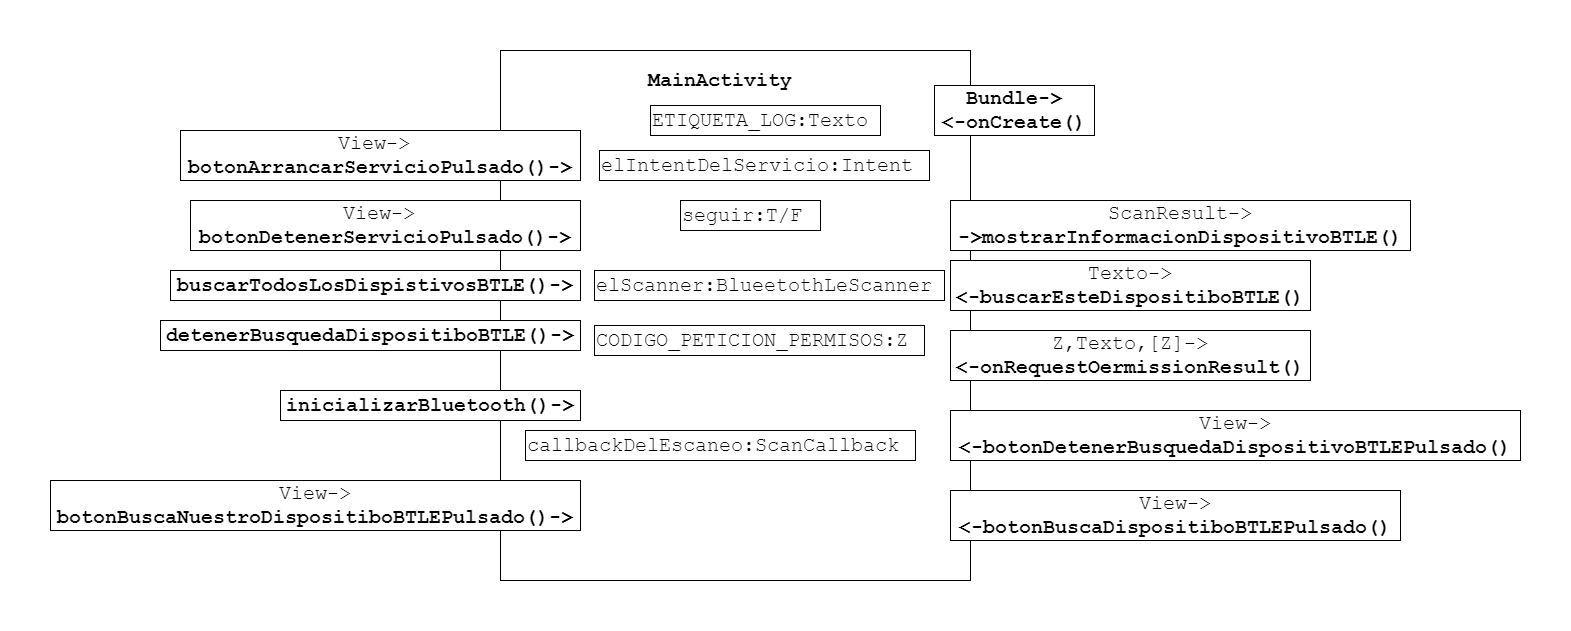 MainActivity
Bundle->
<-onCreate()
ETIQUETA_LOG:Texto
View->
botonArrancarServicioPulsado()->
elIntentDelServicio:Intent
View->
botonDetenerServicioPulsado()->
seguir:T/F
ScanResult->
->mostrarInformacionDispositivoBTLE()
buscarTodosLosDispistivosBTLE()->
elScanner:BlueetothLeScanner
Texto->
<-buscarEsteDispositiboBTLE()
detenerBusquedaDispositiboBTLE()->
CODIGO_PETICION_PERMISOS:Z
Z,Texto,[Z]->
<-onRequestOermissionResult()
inicializarBluetooth()->
callbackDelEscaneo:ScanCallback
View->
<-botonDetenerBusquedaDispositivoBTLEPulsado()
View->
botonBuscaNuestroDispositiboBTLEPulsado()->
View->
<-botonBuscaDispositiboBTLEPulsado()